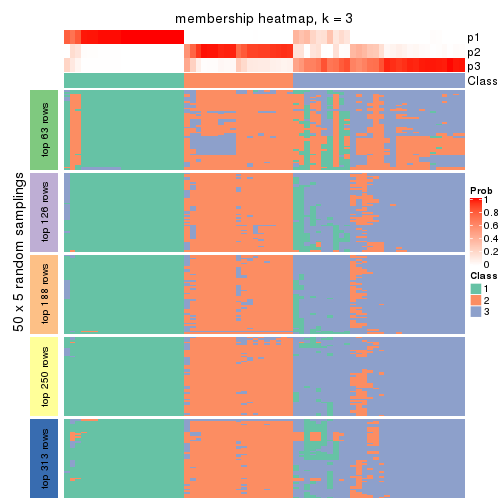 membership heatmap, k = 3
p1
p2
p3
Class
50 x 5 random samplings
top 63 rows
top 126 rows
top 188 rows
top 250 rows
top 313 rows
Prob
1
0.8
0.6
0.4
0.2
0
Class
1
2
3